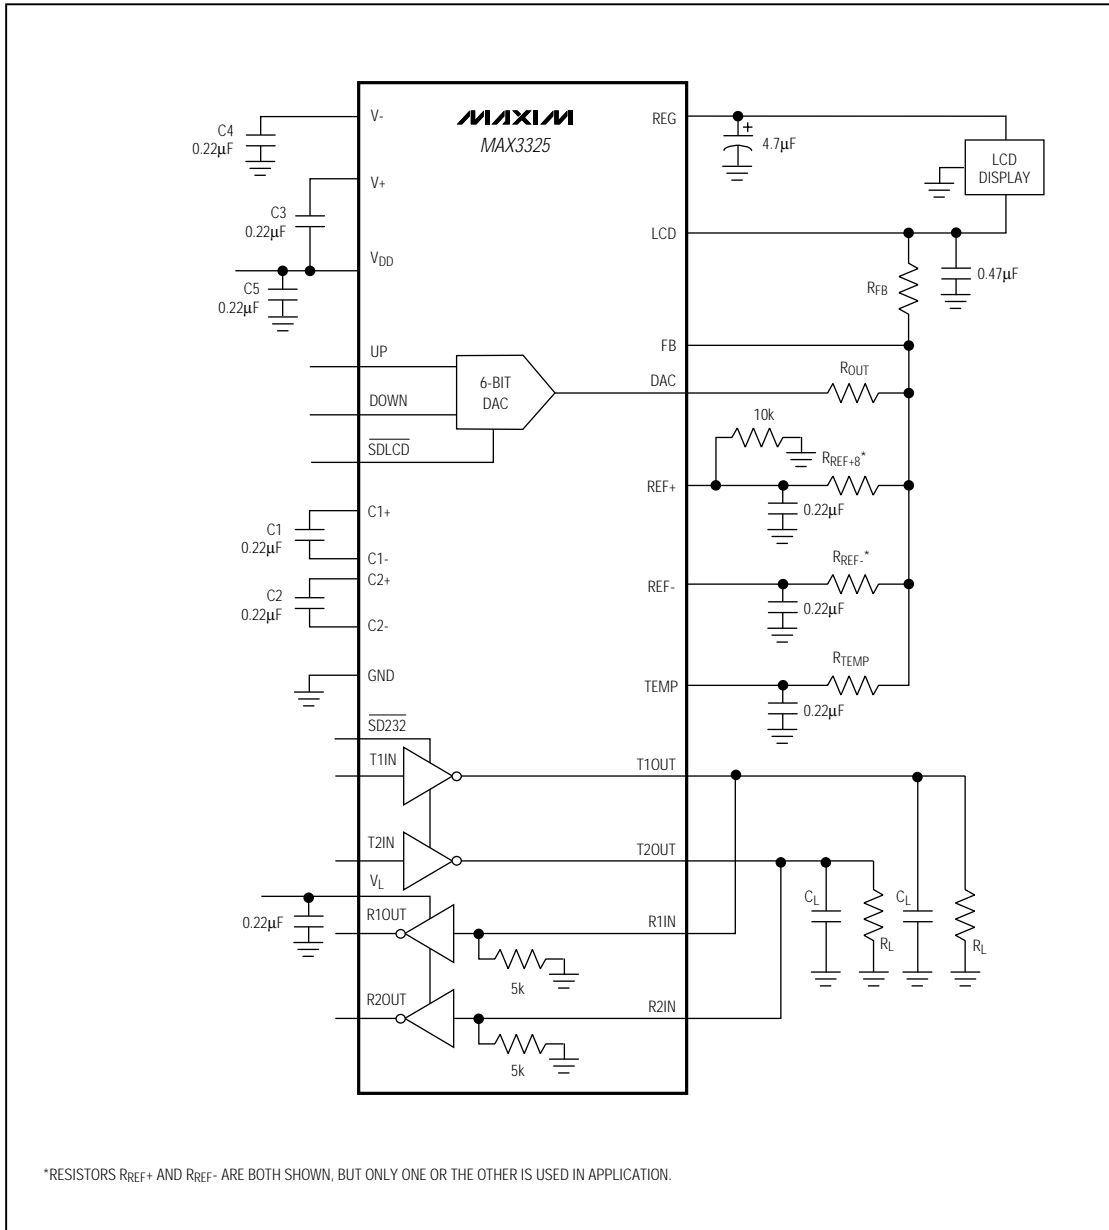 MAXIM
MAX3325
V-
C4
0.22µF
V+
C3
0.22µF
VDD
C5
0.22µF
UP
DOWN
SDLCD
6-BIT
DAC
C1+
C1
0.22µF
C1-
C2+
C2
0.22µF
C2-
GND
SD232
T1IN
T2IN
VL
0.22µF
R1OUT
R2OUT
REG
+
4.7µF
LCD
DISPLAY
LCD
0.47µF
RFB
FB
DAC
ROUT
10k
REF+
RREF+8*
0.22µF
REF-
RREF-*
0.22µF
TEMP
RTEMP
0.22µF
T1OUT
T2OUT
CL
RL
CL
RL
R1IN
5k
R2IN
5k
*RESISTORS RREF+ AND RREF- ARE BOTH SHOWN, BUT ONLY ONE OR THE OTHER IS USED IN APPLICATION.